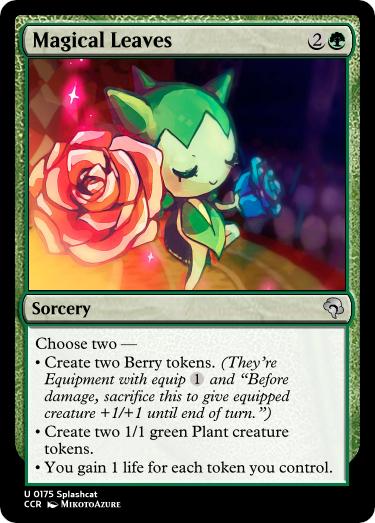 Magical Leaves 2
Sorcery
Choose two —
• Create two Berry tokens. (They're
Equipment with equip 1 and “Before
damage, sacrifice this to give equipped
creature +1/+1 until end of turn.”)
• Create two 1/1 green Plant creature
tokens.
• You gain 1 life for each token you control.
U 0175 Splashcat
CCR MIKOTOAZURE